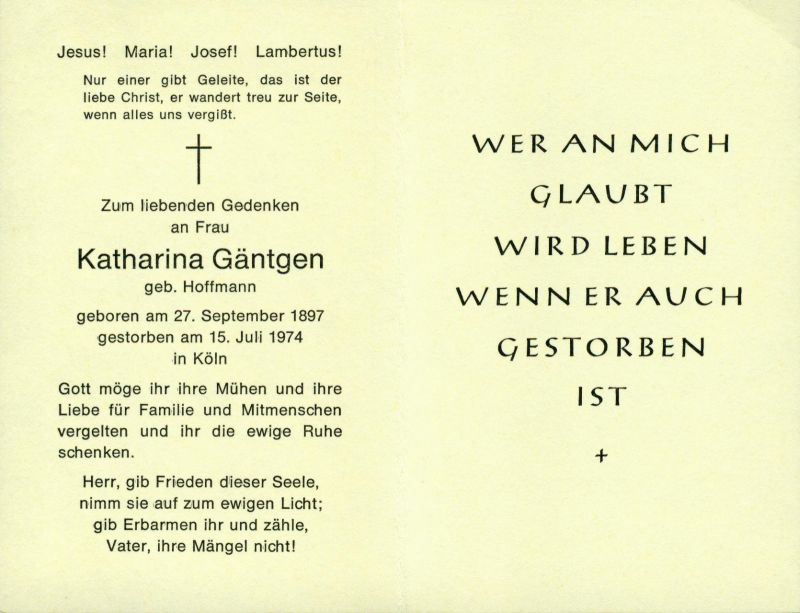 Jesus! Maria! Josef! Lambertus!
Nur einer gibt Geleite, das ist der
liebe Christ, er wandert treu zur Seite,
wenn alles uns vergißt.
Zum liebenden Gedenken
an Frau
Katharina Gäntgen
geb. Hoffmann
geboren am 27. September 1897
gestorben am 15. Juli 1974
in Köln
Gott möge ihr ihre Mühen und ihre
Liebe für Familie und Mitmenschen
vergelten und ihr die ewige Ruhe
schenken.
Herr, gib Frieden dieser Seele,
nimm sie auf zum ewigen Licht;
gib Erbarmen ihr und zähle,
Vater, ihre Mängel nicht!
WER AN MICH
GLAUBT
WIRD LEBEN
WENN ER AUCH
GESTORBEN
IST